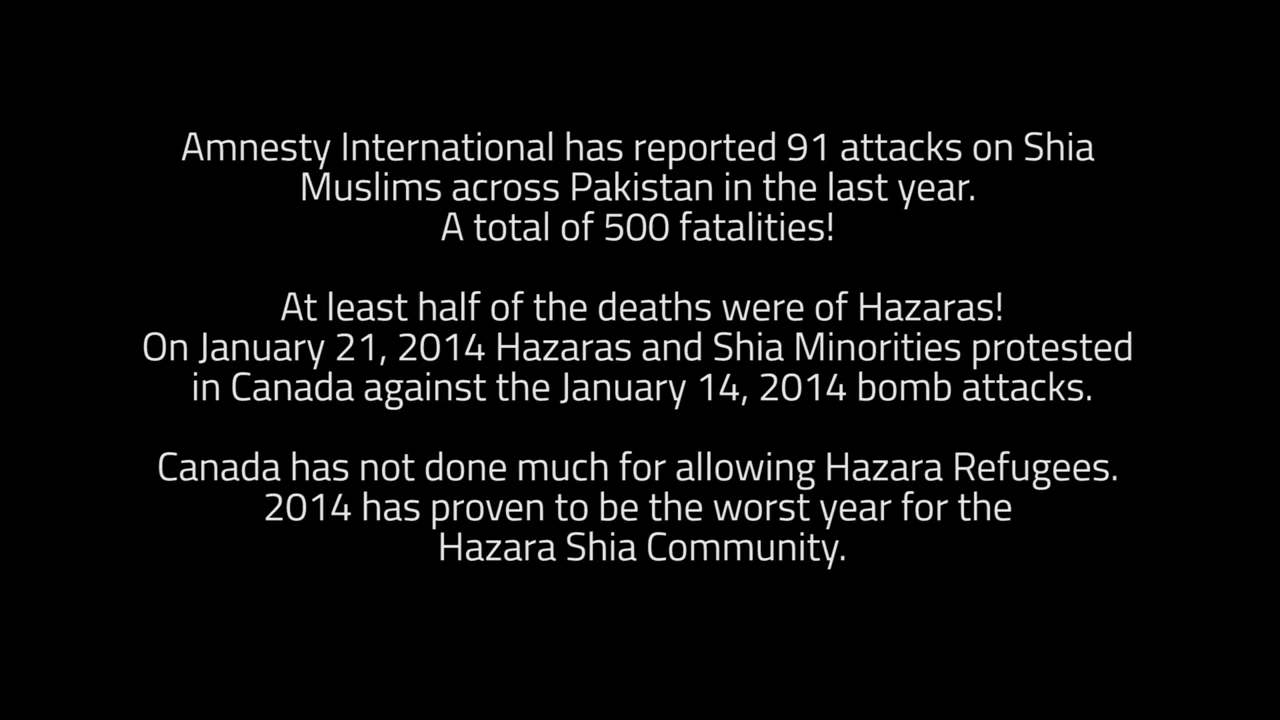 Amnesty International has reported 91 attacks on Shia
Muslims across Pakistan in the last year.
A total of 500 fatalities!
At least half of the deaths were of Hazaras!
On January 21, 2014 Hazaras and Shia Minorities protested
in Canada against the January 14, 2014 bomb attacks.
Canada has not done much for allowing Hazara Refugees.
2014 has proven to be the worst year for the
Hazara Shia Community.